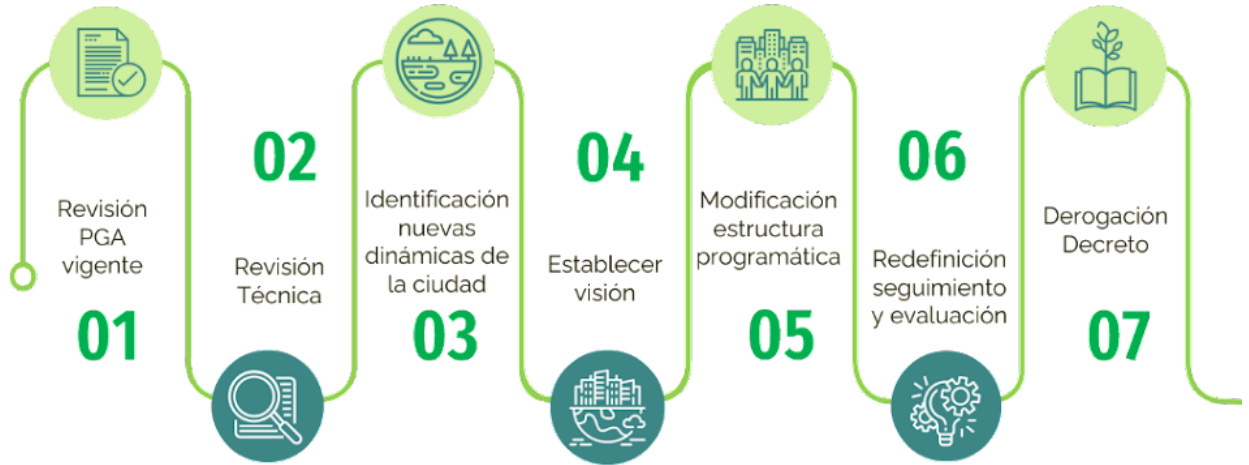 Revisión
PGA
vigente
01
02
Revisión
Técnica
Identificación
nuevas
dinámicas de
la ciudad
03
04
Establecer
visión
Modificación
estructura
programática
05
06
Redefinición
seguimiento
y evaluación
Derogación
Decreto
07